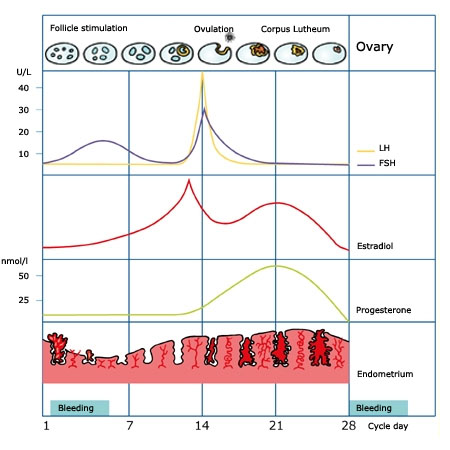 Follicle stimulation
Ovulation
Corpus Lutheum
Ovary
U/L
40
30
20
10
LH
FSH
Estradiol
nmol/l
50
25
Progesterone
Endometrium
Bleeding
Bleeding
1 7 14 21 28 Cycle day